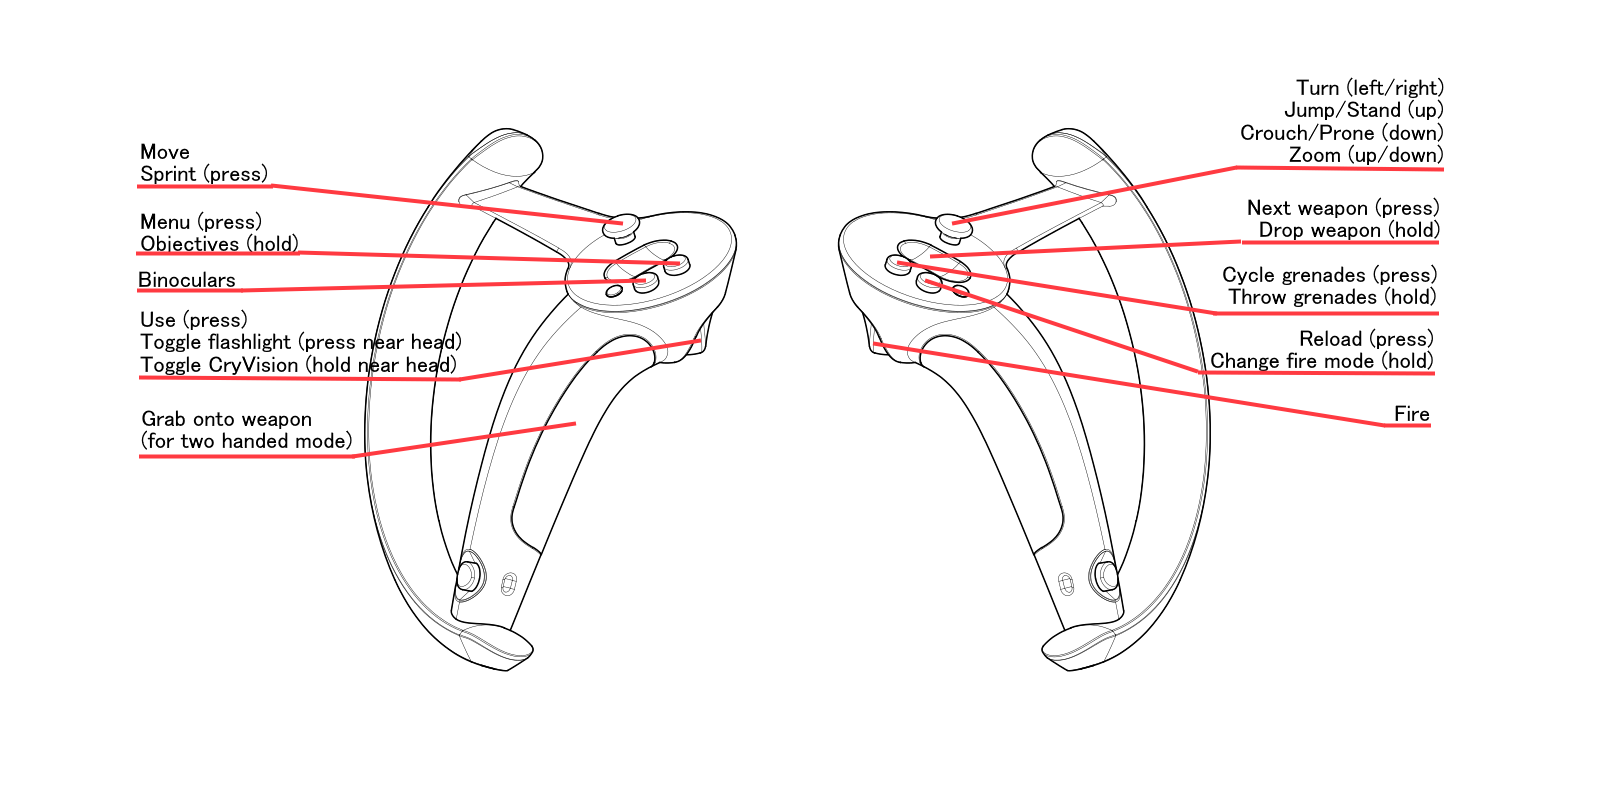 Move
Sprint (press)
Menu (press)
Objectives (hold)
Binoculars
Use (press)
Toggle flashlight (press near head)
Toggle CryVision (hold near head)
Grab onto weapon
(for two handed mode)
Turn (left/right)
Jump/Stand (up)
Crouch/Prone (down)
Zoom (up/down)
Next weapon (press)
Drop weapon (hold)
Cycle grenades (press)
Throw grenades (hold)
Reload (press)
Change fire mode (hold)
Fire